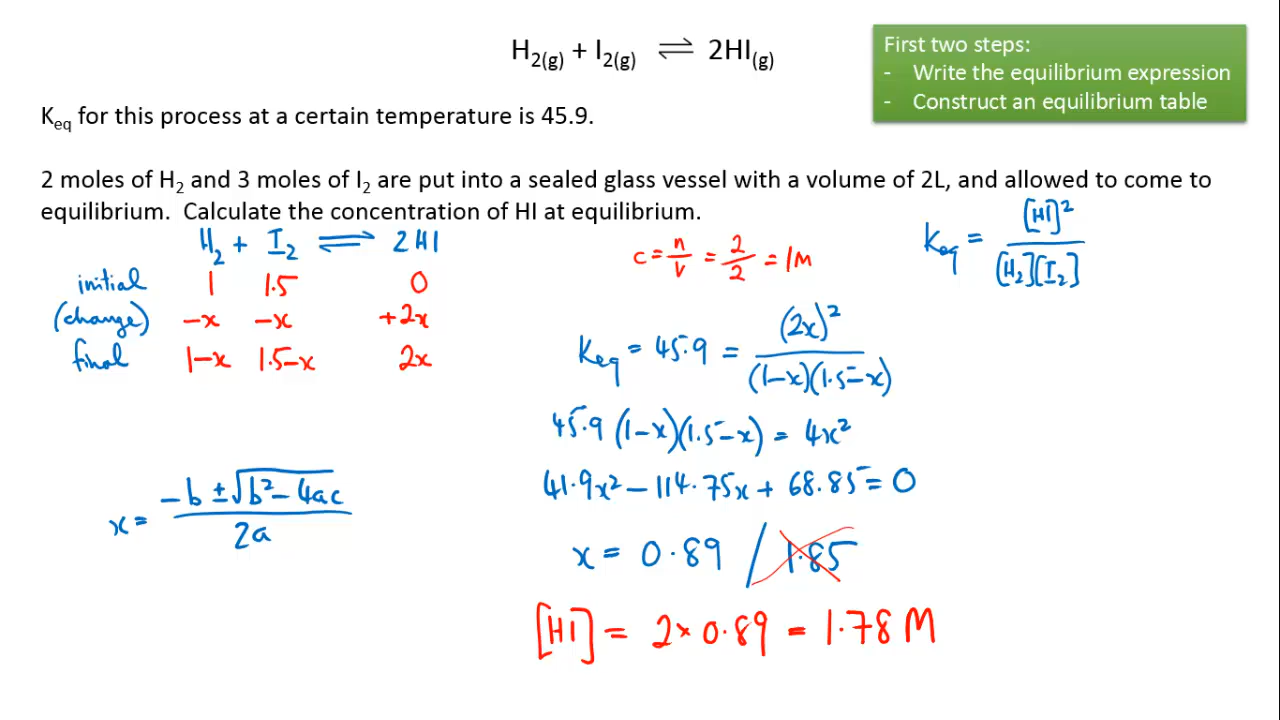 H2(g) + I2(g) ⇌ 2HI(g)
First two steps:
- Write the equilibrium expression
- Construct an equilibrium table
Keq for this process at a certain temperature is 45.9.
2 moles of H2 and 3 moles of I2 are put into a sealed glass vessel with a volume of 2L, and allowed to come to
equilibrium. Calculate the concentration of HI at equilibrium.
H2 + I2 ⇌ 2HI
initial 1 1.5 0
(change) -x -x +2x
final 1-x 1.5-x 2x
x = (-b ± √(b² - 4ac)) / 2a
c = n/v = 2/2 = 1M
Keq = [HI]² / [H2][I2]
Keq = 45.9 = (2x)² / (1-x)(1.5-x)
45.9 (1-x)(1.5-x) = 4x²
41.9x² - 114.75x + 68.85 = 0
x = 0.89 / 1.85
[HI] = 2 × 0.89 = 1.78 M